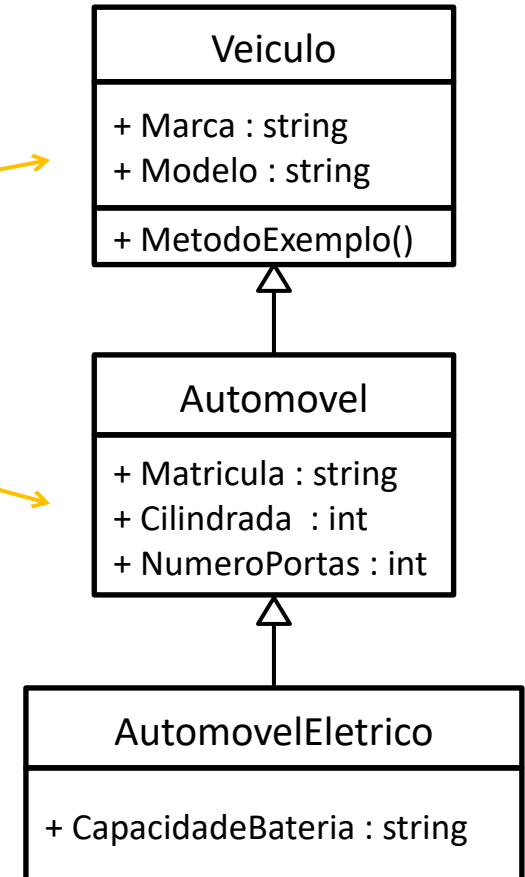 Veiculo
+ Marca : string
+ Modelo : string
+ MetodoExemplo()
Automovel
+ Matricula : string
+ Cilindrada : int
+ NumeroPortas : int
AutomovelEletrico
+ CapacidadeBateria : string